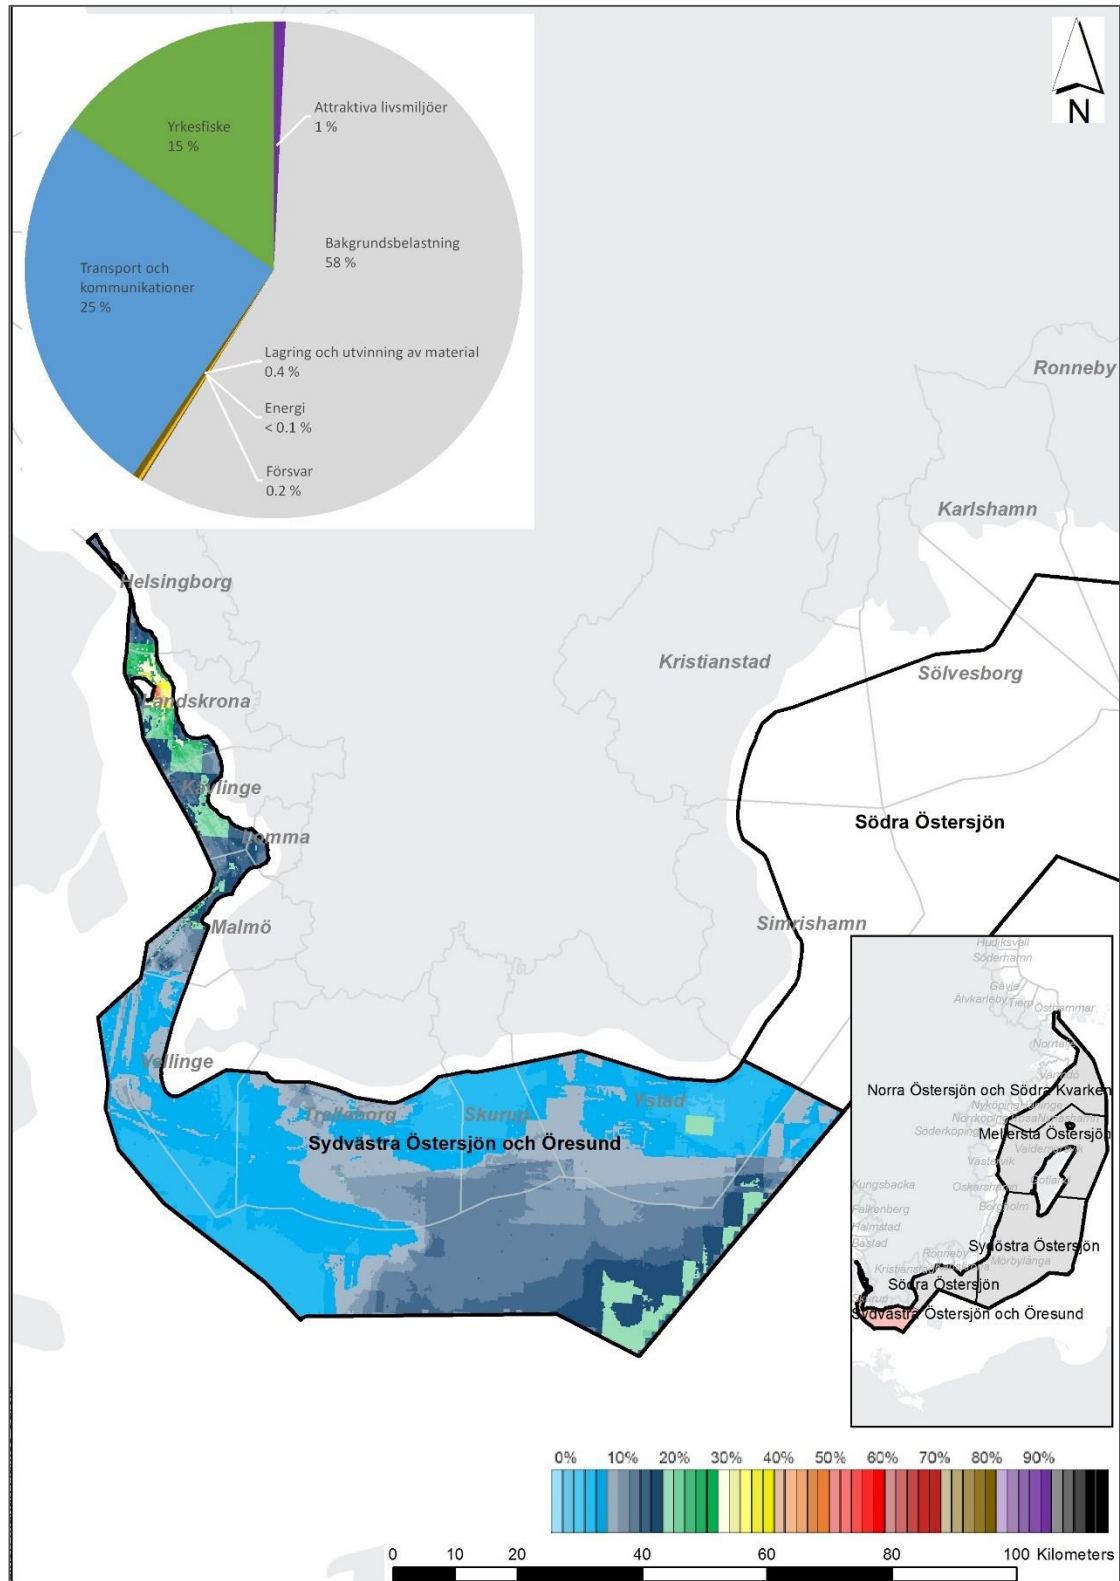 Yrkesfiske
15 %
Attraktiva livsmiljöer
1 %
Bakgrundsbelastning
58 %
Transport och
kommunikationer
25 %
Lagring och utvinning av material
0.4 %
Energi
< 0.1 %
Försvar
0.2 %
N
Ronneby
Karlshamn
Helsingborg
Kristianstad
Sölvesborg
Landskrona
Kävlinge
Södra Östersjön
Lomma
Simrishamn
Malmö
Vellinge
Trelleborg
Skurup
Ystad
Sydvästra Östersjön och Öresund
Hudiksvall
Söderhamn
Gävle
Älvkarleby
Tierp
Östhammar
Norrtälje
Värmdö
Norra Östersjön och Södra Kvarken
Nyköping
Söderköping
Mellersta Östersjön
Valdemarsvik
Västervik
Kungsbacka
Oskarshamn
Gotland
Falkenberg
Borgholm
Halmstad
Båstad
Sydöstra Östersjön
Ronneby
Mörbylånga
Kristianstad
Södra Östersjön
Skurup
Sydvästra Östersjön och Öresund
0% 10% 20% 30% 40% 50% 60% 70% 80% 90%
0 10 20 40 60 80 100 Kilometers